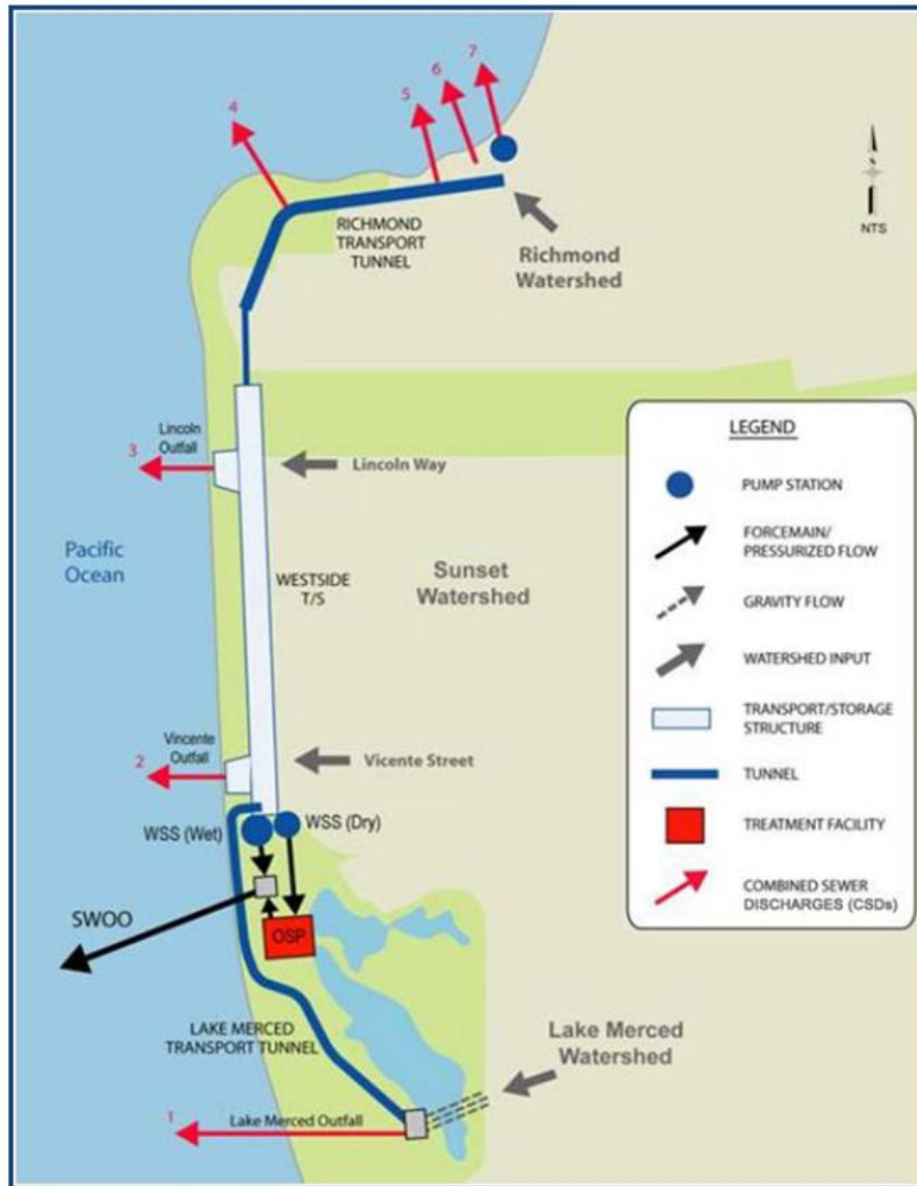 7
6
5
4
RICHMOND
TRANSPORT
TUNNEL
Richmond
Watershed
NTS
Lincoln
Outfall
3
Lincoln Way
Pacific
Ocean
WESTSIDE
T/S
Sunset
Watershed
Vincente
Outfall
2
Vicente Street
WSS (Wet)
WSS (Dry)
SWOO
OSP
LAKE MERCED
TRANSPORT TUNNEL
Lake Merced
Watershed
1
Lake Merced Outfall
LEGEND
PUMP STATION
FORCEMAIN/
PRESSURIZED FLOW
GRAVITY FLOW
WATERSHED INPUT
TRANSPORT/STORAGE
STRUCTURE
TUNNEL
TREATMENT FACILITY
COMBINED SEWER
DISCHARGES (CSDs)